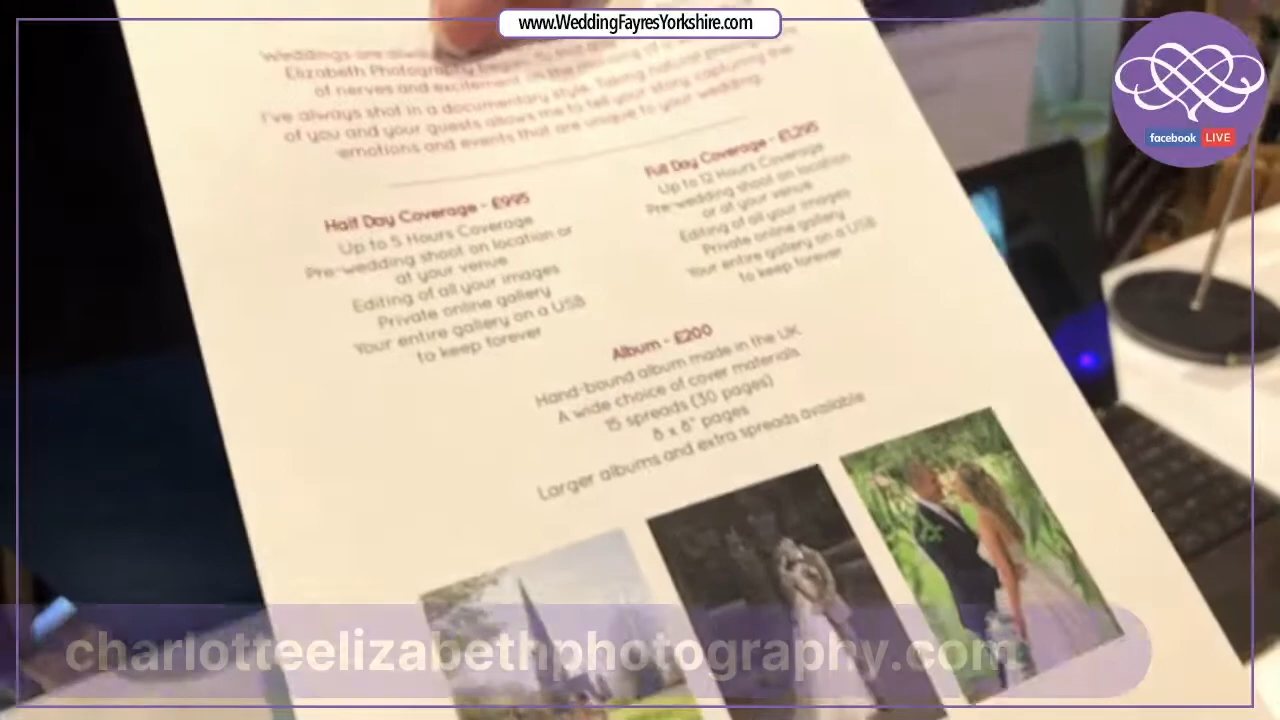 www.WeddingFayresYorkshire.com
facebook LIVE
Weddings are
Elizabeth Photography
of nerves and excitement
I've always shot in a documentary style. Taking natural
of you and your guests allows me to tell your story, capturing the
emotions and events that are unique to your wedding.
Half Day Coverage - £995
Up to 5 Hours Coverage
Pre-wedding shoot on location or
at your venue
Editing of all your images
Private online gallery
Your entire gallery on a USB
to keep forever
Full Day Coverage - £1,295
Up to 12 Hours Coverage
Pre-wedding shoot on location
or at your venue
Editing of all your images
Private online gallery
Your entire gallery on a USB
to keep forever
Album - £200
Hand-bound album made in the UK
A wide choice of cover materials
15 spreads (30 pages)
8 x 8" pages
Larger albums and extra spreads available
charlotteelizabethphotography.com